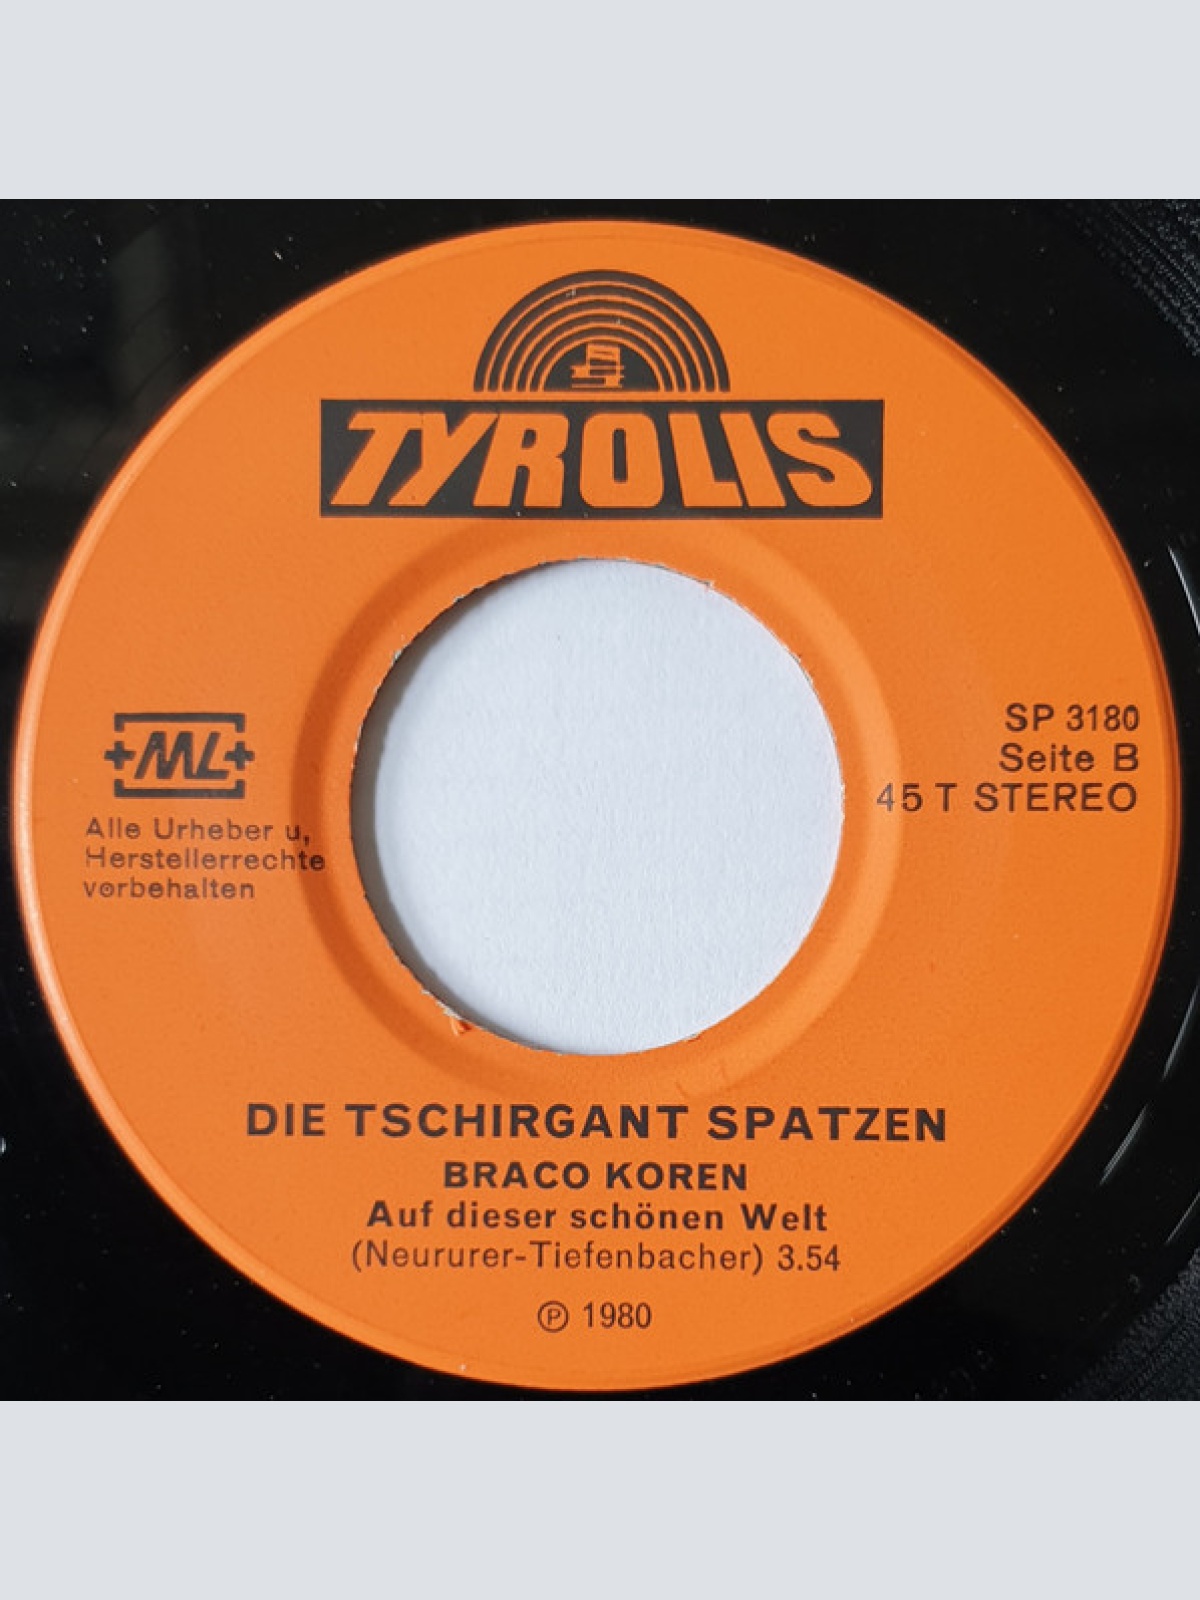 TYROLIS
+ML+
Alle Urheber u,
Herstellerrechte
vorbehalten
SP 3180
Seite B
45 T STEREO
DIE TSCHIRGANT SPATZEN
BRACO KOREN
Auf dieser schönen Welt
(Neururer-Tiefenbacher) 3.54
Ⓟ 1980